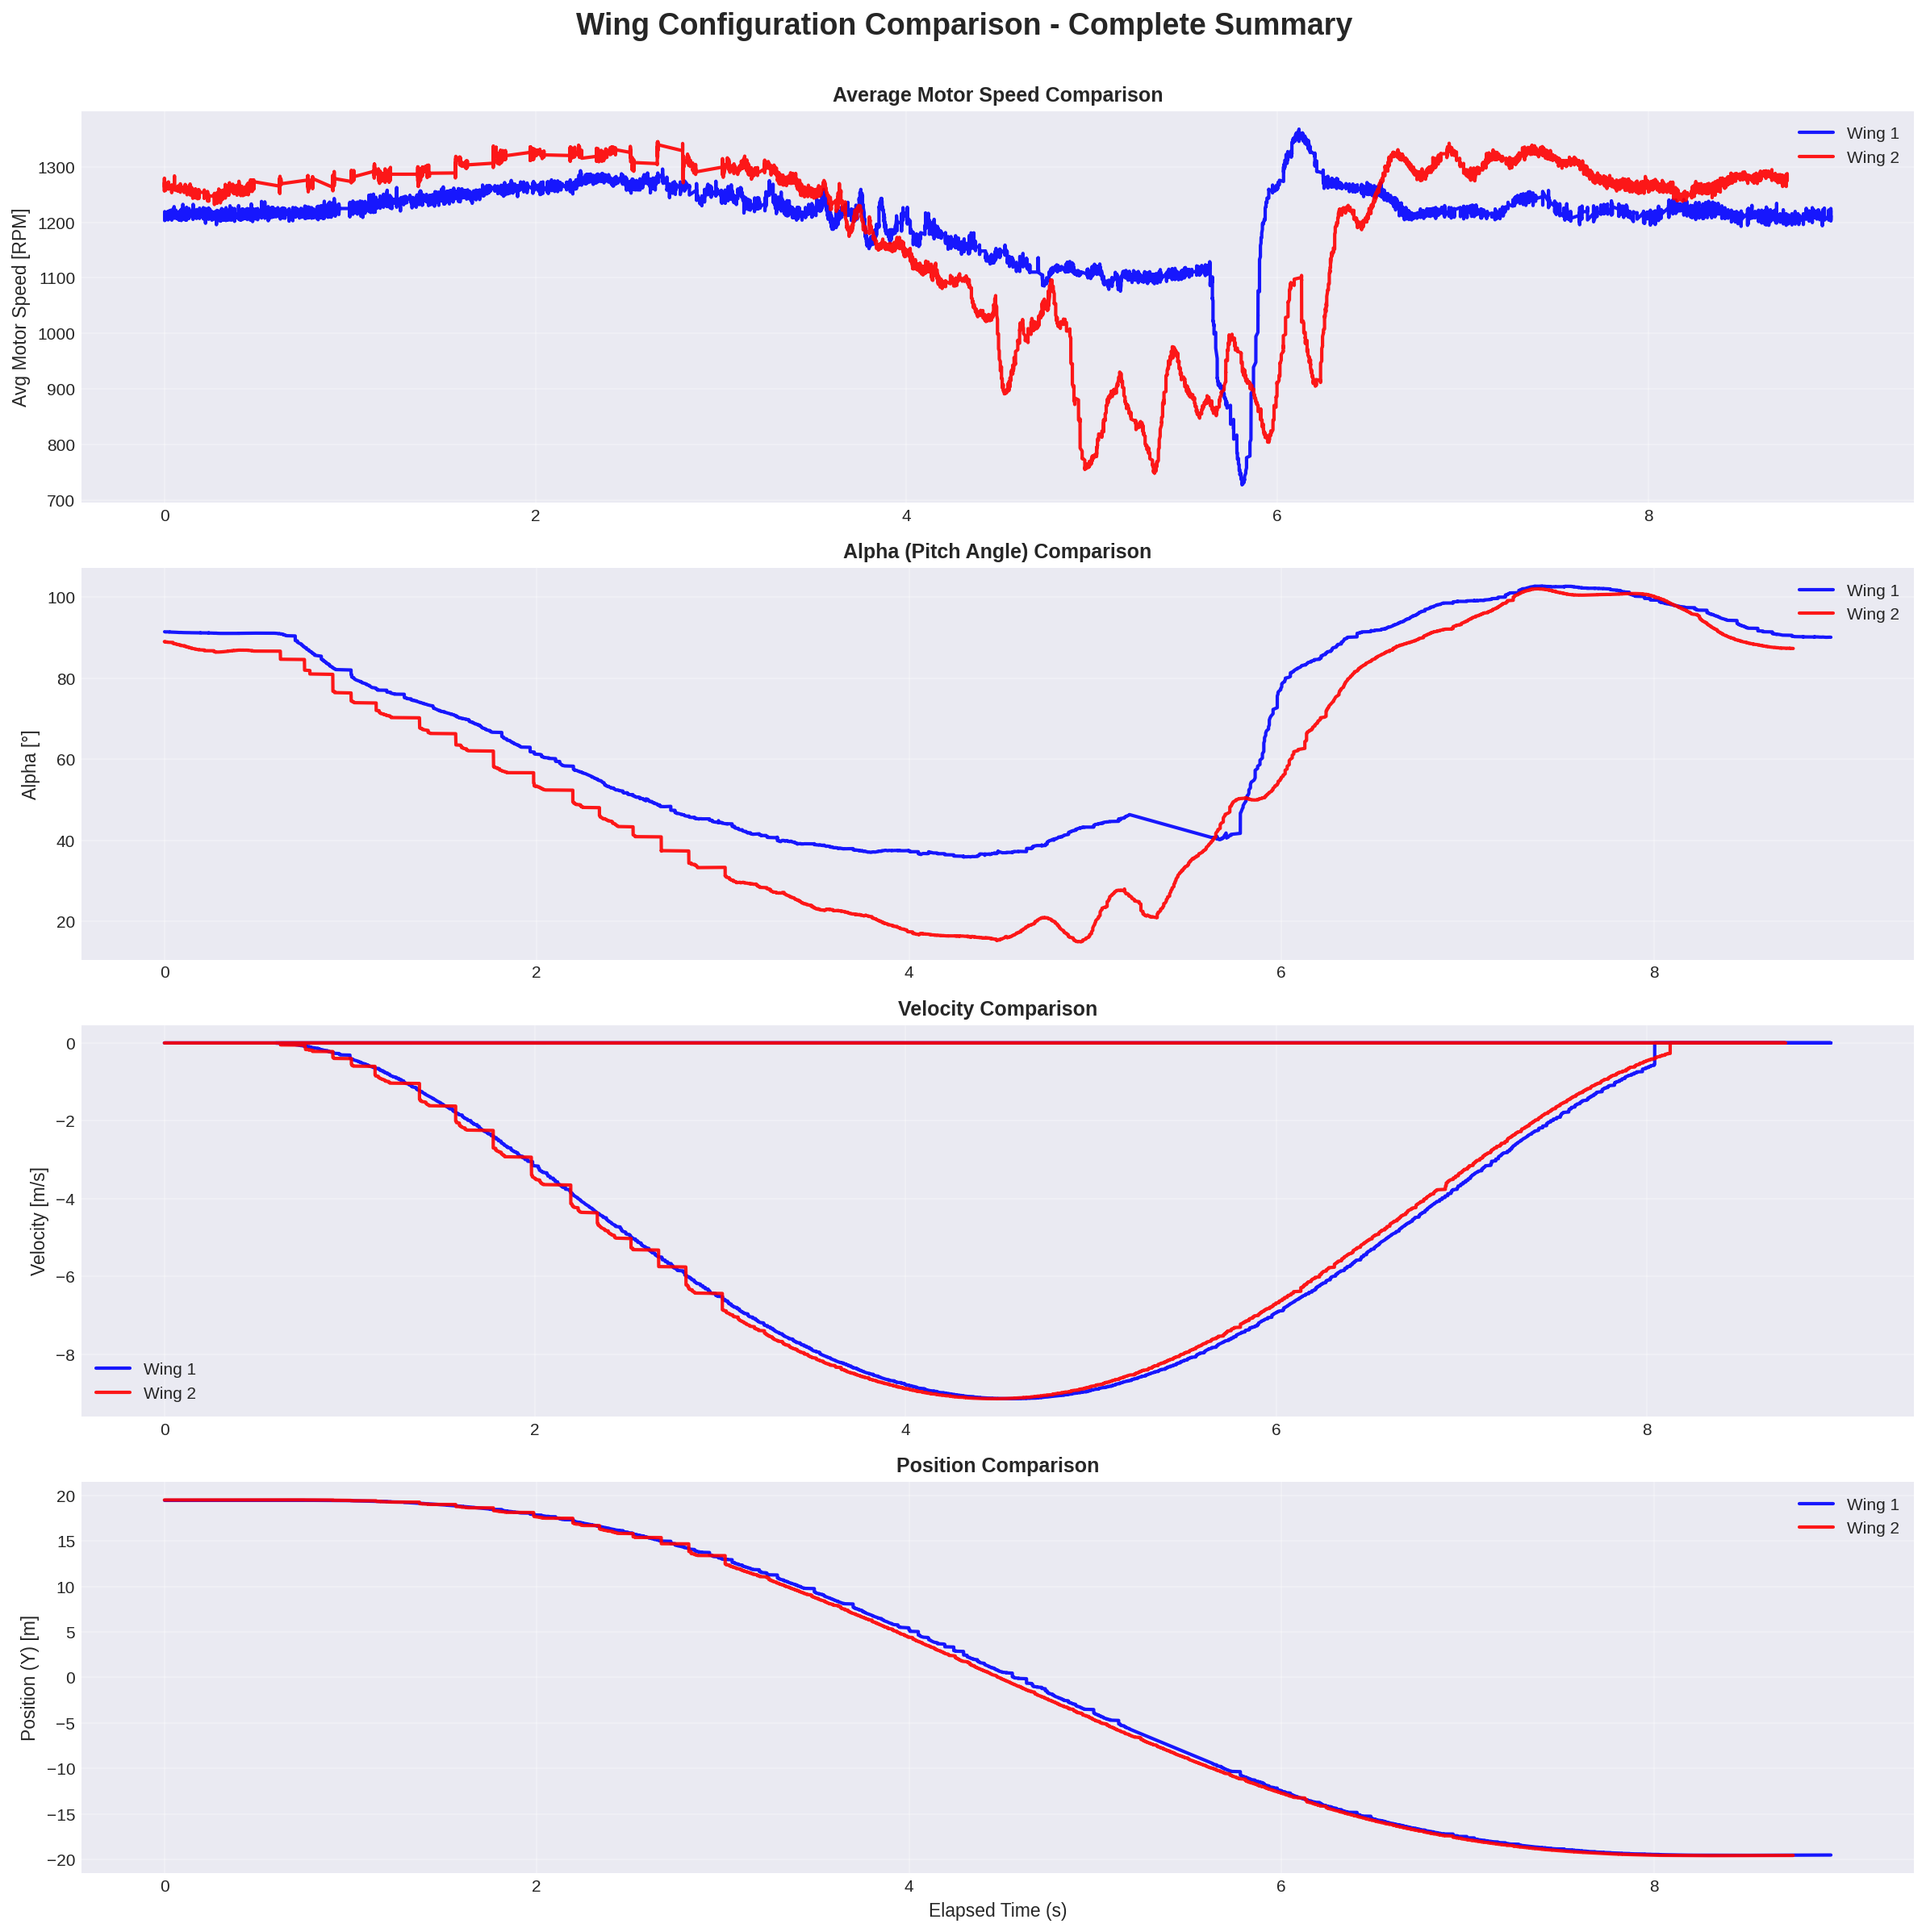 Wing Configuration Comparison - Complete Summary
Average Motor Speed Comparison
Avg Motor Speed [RPM]
1300
1200
1100
1000
900
800
700
0 2 4 6 8
Wing 1
Wing 2
Alpha (Pitch Angle) Comparison
Alpha [°]
100
80
60
40
20
0 2 4 6 8
Wing 1
Wing 2
Velocity Comparison
Velocity [m/s]
0
−2
−4
−6
−8
0 2 4 6 8
Wing 1
Wing 2
Position Comparison
Position (Y) [m]
20
15
10
5
0
−5
−10
−15
−20
0 2 4 6 8
Wing 1
Wing 2
Elapsed Time (s)